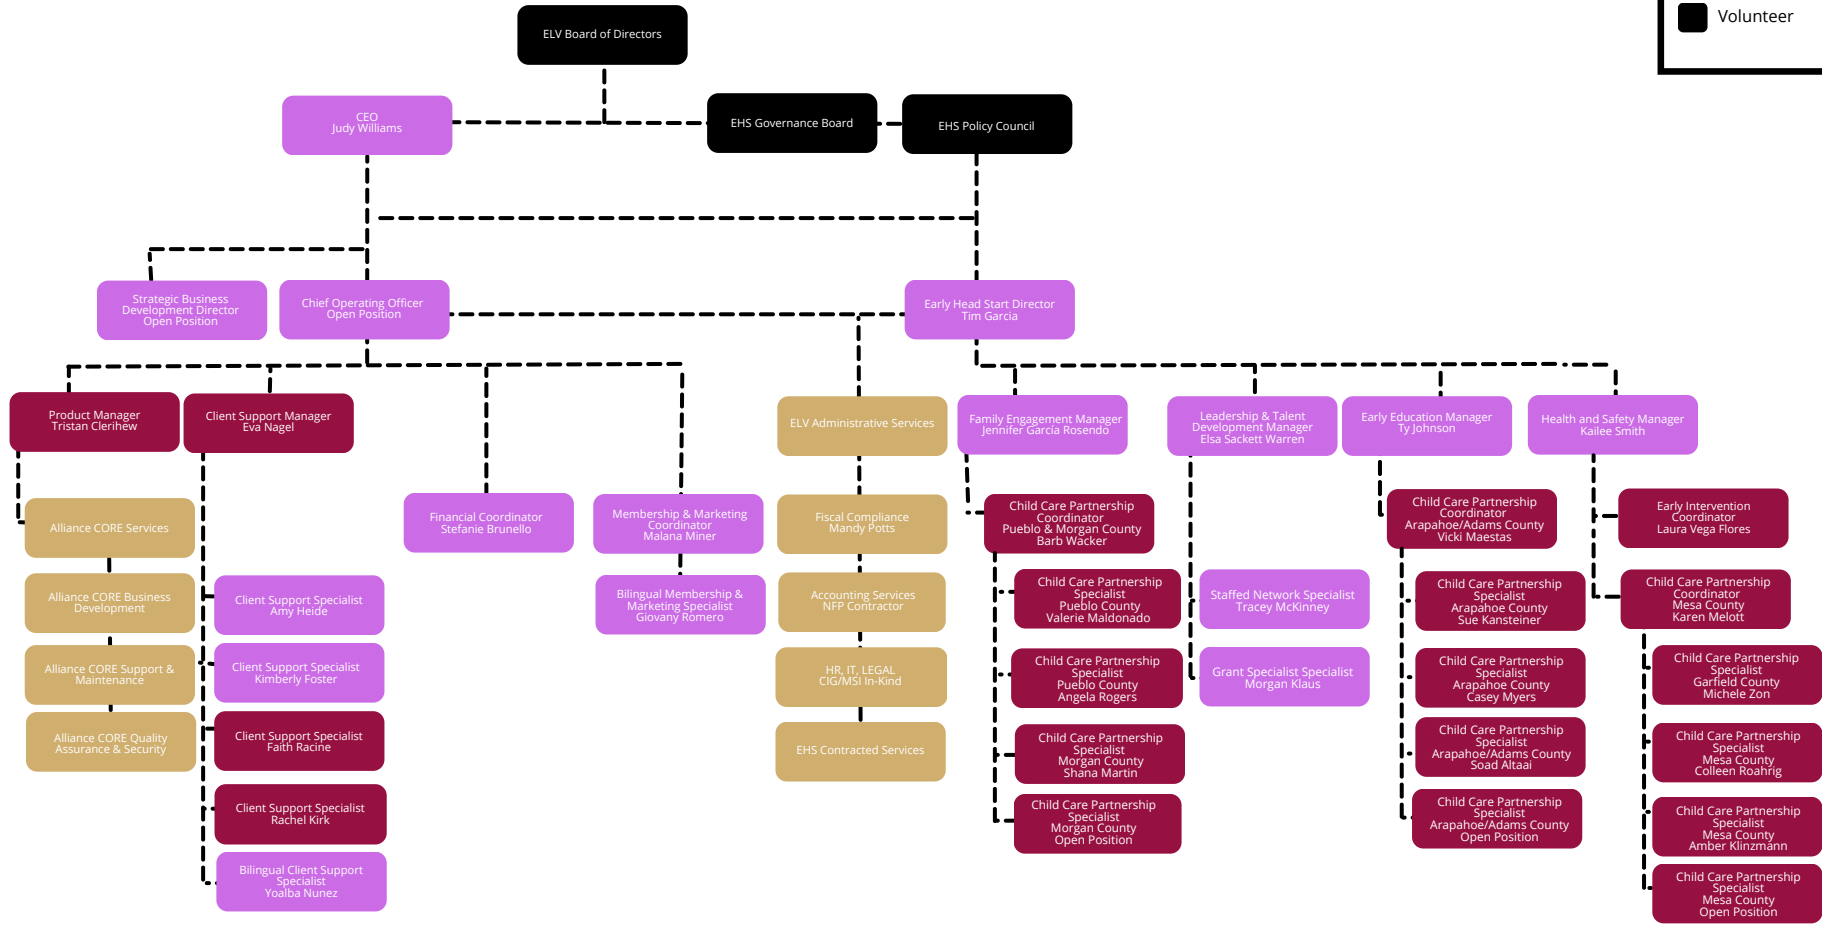 Volunteer
ELV Board of Directors
CEO
Judy Williams
EHS Governance Board
EHS Policy Council
Strategic Business
Development Director
Open Position
Chief Operating Officer
Open Position
Early Head Start Director
Tim Garcia
Product Manager
Tristan Clerihew
Client Support Manager
Eva Nagel
ELV Administrative Services
Family Engagement Manager
Jennifer Garcia Rosendo
Leadership & Talent
Development Manager
Elsa Sackett Warren
Early Education Manager
Ty Johnson
Health and Safety Manager
Kailee Smith
Alliance CORE Services
Alliance CORE Business
Development
Alliance CORE Support &
Maintenance
Alliance CORE Quality
Assurance & Security
Client Support Specialist
Amy Heide
Client Support Specialist
Kimberly Foster
Client Support Specialist
Faith Racine
Client Support Specialist
Rachel Kirk
Bilingual Client Support
Specialist
Yoalba Nunez
Financial Coordinator
Stefanie Brunello
Membership & Marketing
Coordinator
Malana Miner
Bilingual Membership &
Marketing Specialist
Giovany Romero
Fiscal Compliance
Mandy Potts
Accounting Services
NFP Contractor
HR, IT, LEGAL
CIG/MSI In-Kind
EHS Contracted Services
Child Care Partnership
Coordinator
Pueblo & Morgan County
Barb Wacker
Child Care Partnership
Specialist
Pueblo County
Valerie Maldonado
Child Care Partnership
Specialist
Pueblo County
Angela Rogers
Child Care Partnership
Specialist
Morgan County
Shana Martin
Child Care Partnership
Specialist
Morgan County
Open Position
Staffed Network Specialist
Tracey McKinney
Grant Specialist Specialist
Morgan Klaus
Child Care Partnership
Coordinator
Arapahoe/Adams County
Vicki Maestas
Child Care Partnership
Specialist
Arapahoe County
Sue Kansteiner
Child Care Partnership
Specialist
Arapahoe County
Casey Myers
Child Care Partnership
Specialist
Arapahoe/Adams County
Soad Altaai
Child Care Partnership
Specialist
Arapahoe/Adams County
Open Position
Early Intervention
Coordinator
Laura Vega Flores
Child Care Partnership
Coordinator
Mesa County
Karen Melott
Child Care Partnership
Specialist
Garfield County
Michele Zon
Child Care Partnership
Specialist
Mesa County
Colleen Roahrig
Child Care Partnership
Specialist
Mesa County
Amber Klinzmann
Child Care Partnership
Specialist
Mesa County
Open Position